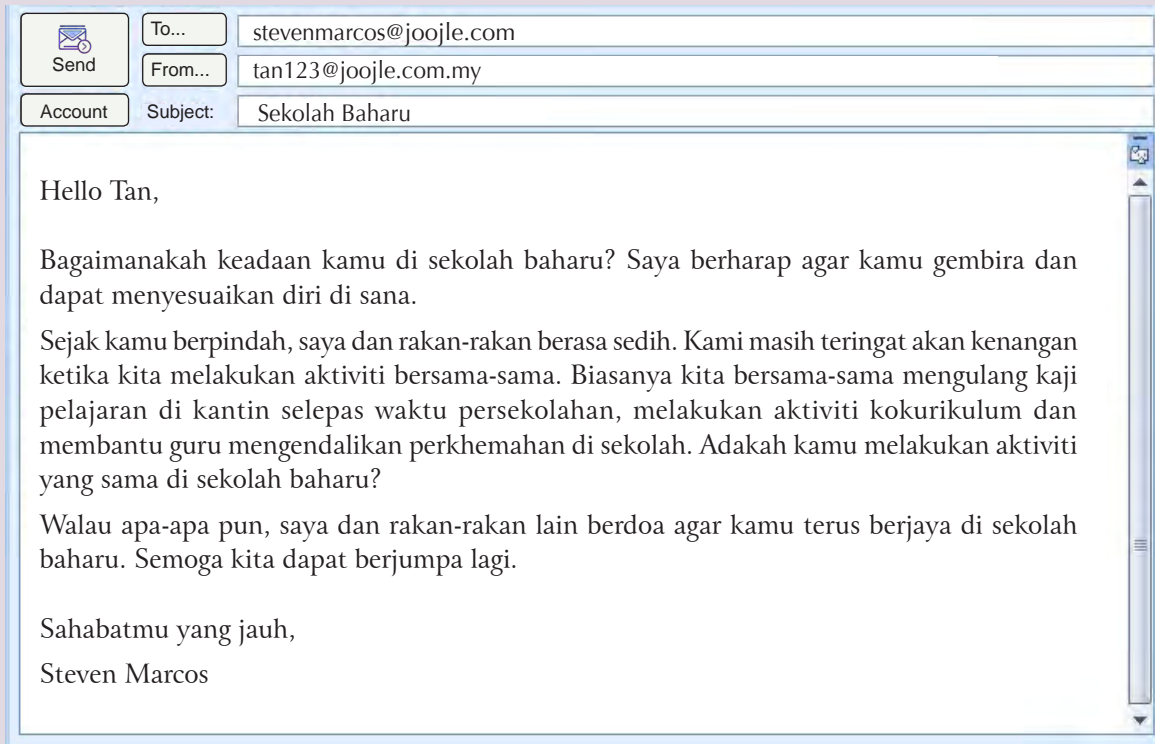 Send
To...
stevenmarcos@joojle.com
From...
tan123@joojle.com.my
Account
Subject:
Sekolah Baharu
Hello Tan,
Bagaimanakah keadaan kamu di sekolah baharu? Saya berharap agar kamu gembira dan
dapat menyesuaikan diri di sana.
Sejak kamu berpindah, saya dan rakan-rakan berasa sedih. Kami masih teringat akan kenangan
ketika kita melakukan aktiviti bersama-sama. Biasanya kita bersama-sama mengulang kaji
pelajaran di kantin selepas waktu persekolahan, melakukan aktiviti kokurikulum dan
membantu guru mengendalikan perkhemahan di sekolah. Adakah kamu melakukan aktiviti
yang sama di sekolah baharu?
Walau apa-apa pun, saya dan rakan-rakan lain berdoa agar kamu terus berjaya di sekolah
baharu. Semoga kita dapat berjumpa lagi.
Sahabatmu yang jauh,
Steven Marcos